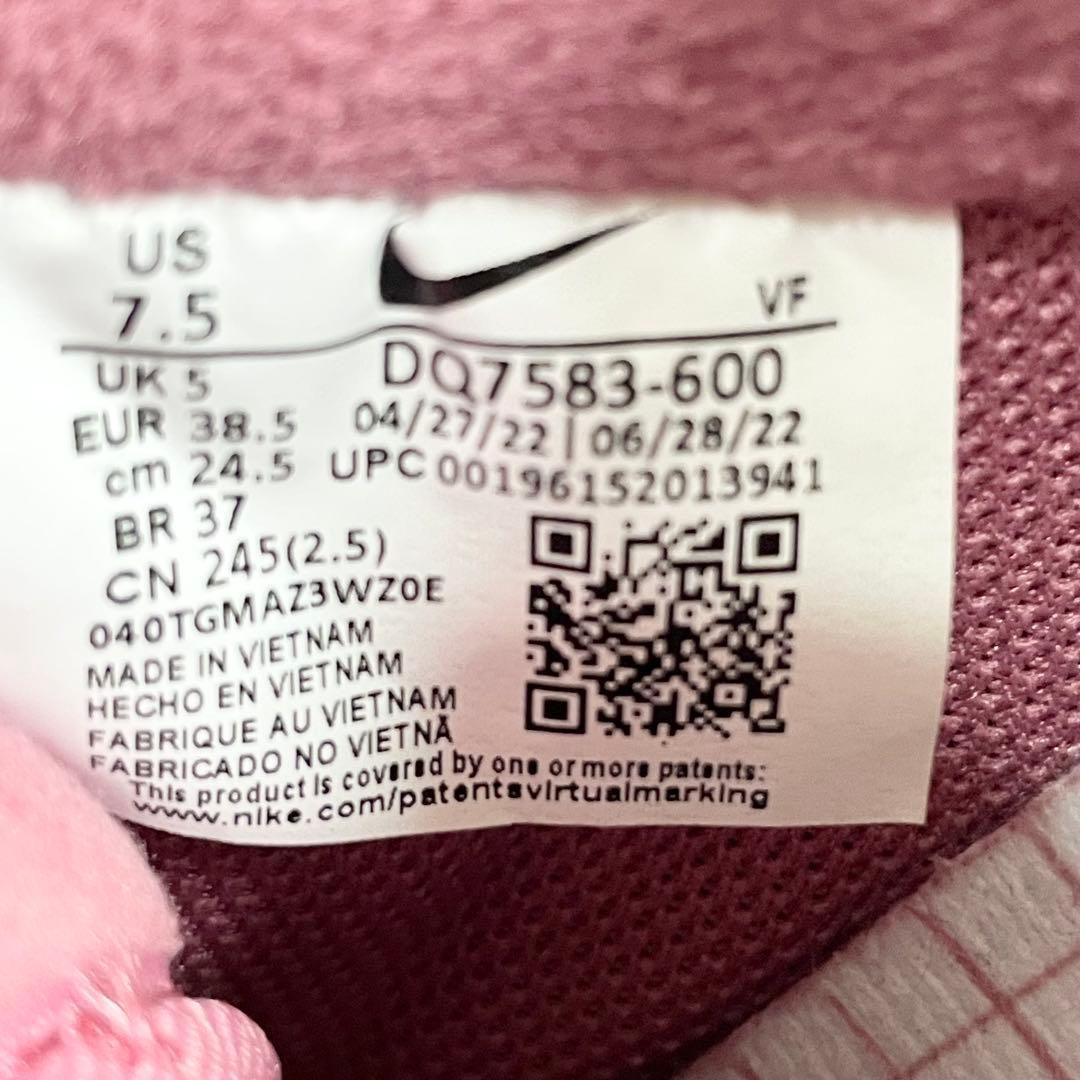 US
7.5
VF
UK 5
DQ7583-600
EUR 38.5
04/27/22 | 06/28/22
cm 24.5
UPC 00196152013941
BR 37
CN 245(2.5)
040TGMAZ3WZ0E
MADE IN VIETNAM
HECHO EN VIETNAM
FABRIQUE AU VIETNAM
FABRICADO NO VIETNÃ
This product is covered by one or more patents:
www.nike.com/patentsvirtualmarking